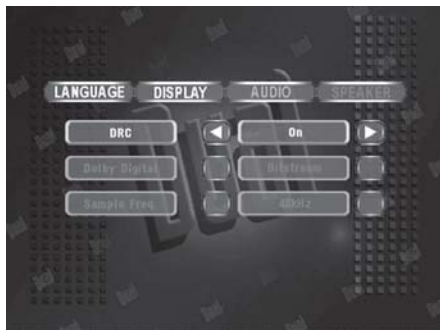 LANGUAGE DISPLAY AUDIO SPEAKER
DRC On
Dolby Digital Bitstream
Sample Freq. 48kHz